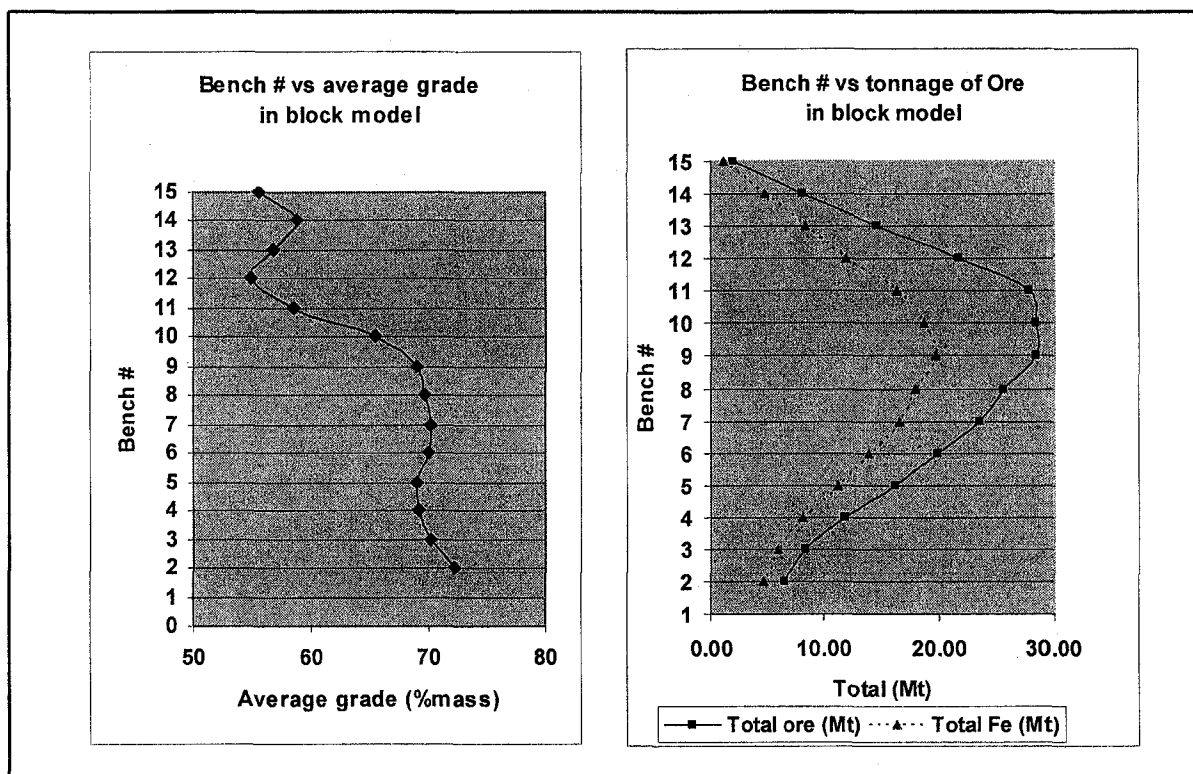 Bench # vs average grade
in block model
15
14
13
12
11
10
9
8
7
6
5
4
3
2
1
0
Bench #
50 60 70 80
Average grade (%mass)
Bench # vs tonnage of Ore
in block model
15
14
13
12
11
10
9
8
7
6
5
4
3
2
1
Bench #
0.00 10.00 20.00 30.00
Total (Mt)
Total ore (Mt) Total Fe (Mt)